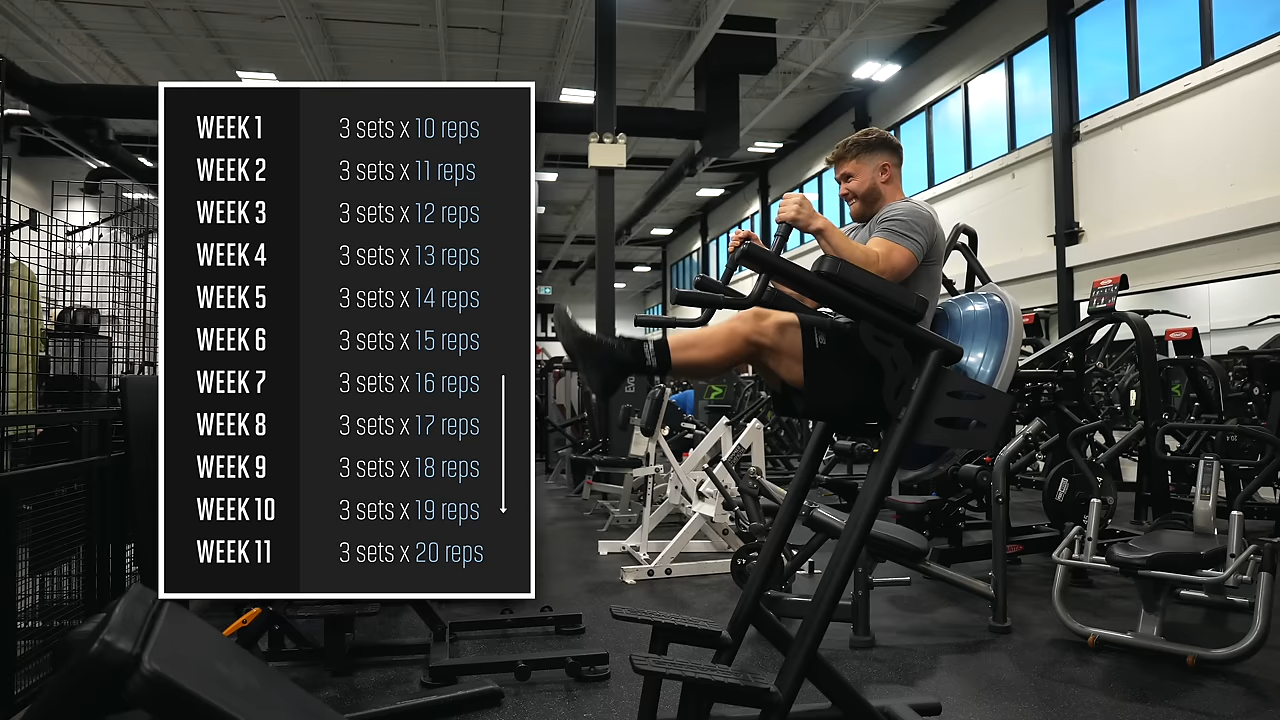 WEEK 1 3 sets x 10 reps
WEEK 2 3 sets x 11 reps
WEEK 3 3 sets x 12 reps
WEEK 4 3 sets x 13 reps
WEEK 5 3 sets x 14 reps
WEEK 6 3 sets x 15 reps
WEEK 7 3 sets x 16 reps
WEEK 8 3 sets x 17 reps
WEEK 9 3 sets x 18 reps
WEEK 10 3 sets x 19 reps
WEEK 11 3 sets x 20 reps